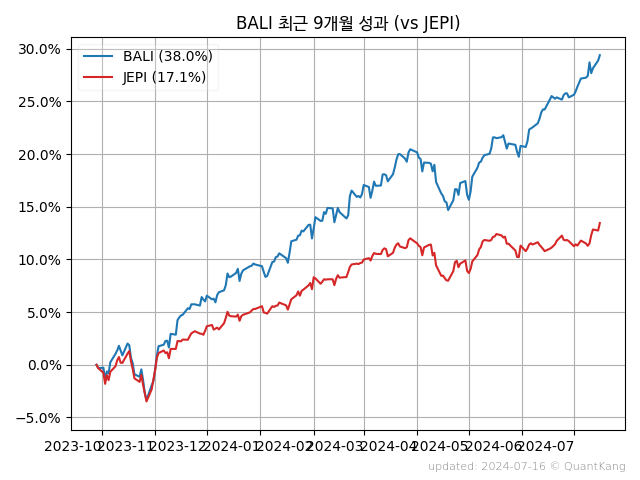 BALI 최근 9개월 성과 (vs JEPI)
BALI (38.0%)
JEPI (17.1%)
30.0%
25.0%
20.0%
15.0%
10.0%
5.0%
0.0%
−5.0%
2023-10 2023-11 2023-12 2024-01 2024-02 2024-03 2024-04 2024-05 2024-06 2024-07
updated: 2024-07-16 © QuantKang